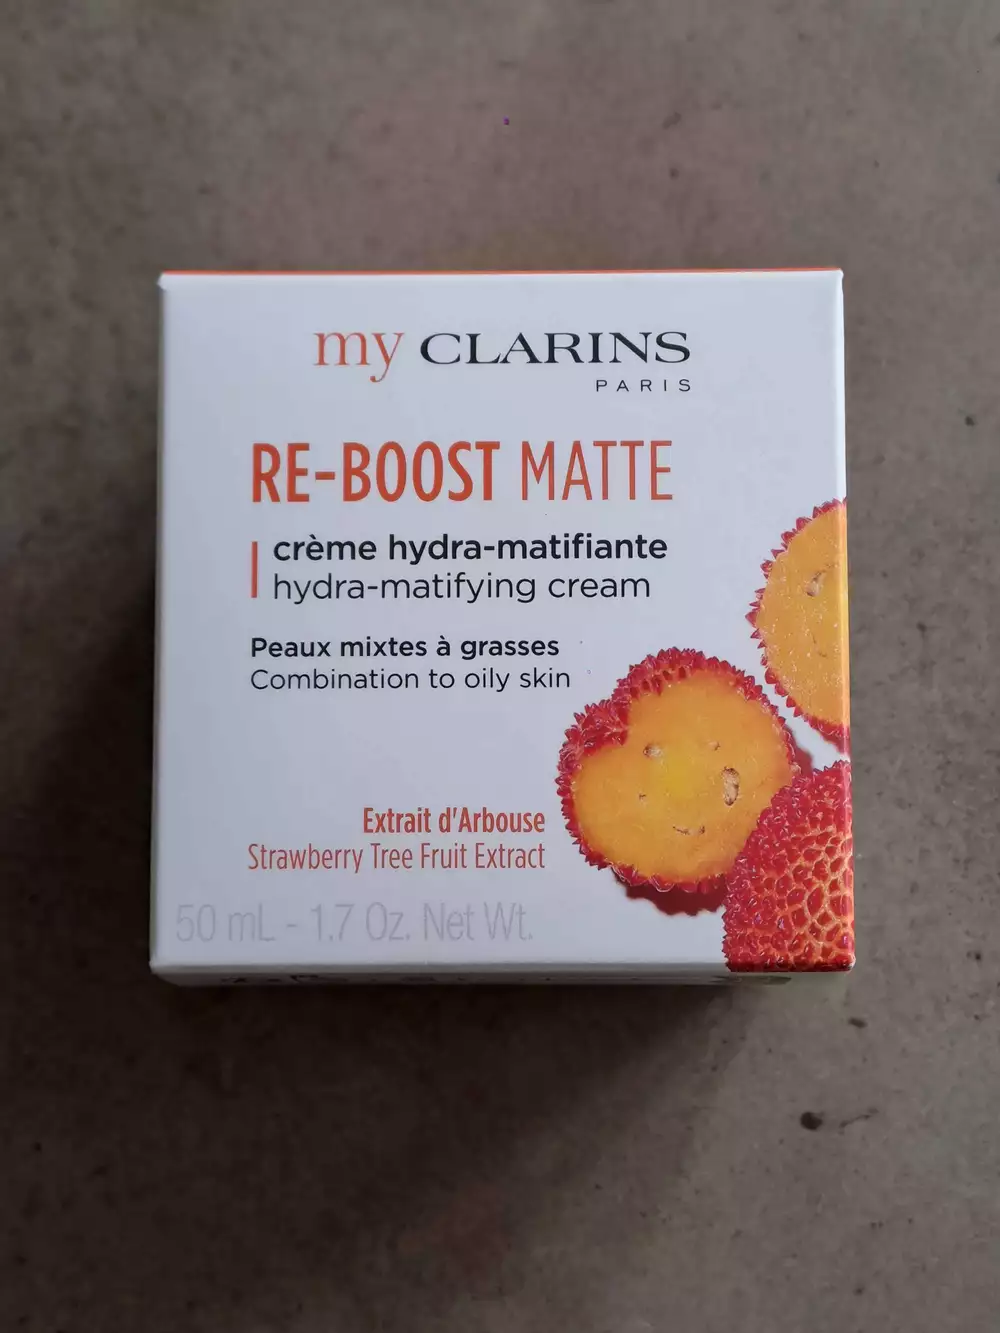 my CLARINS
PARIS
RE-BOOST MATTE
crème hydra-matifiante
hydra-matifying cream
Peaux mixtes à grasses
Combination to oily skin
Extrait d'Arbouse
Strawberry Tree Fruit Extract
50 mL - 1.7 Oz. Net Wt.